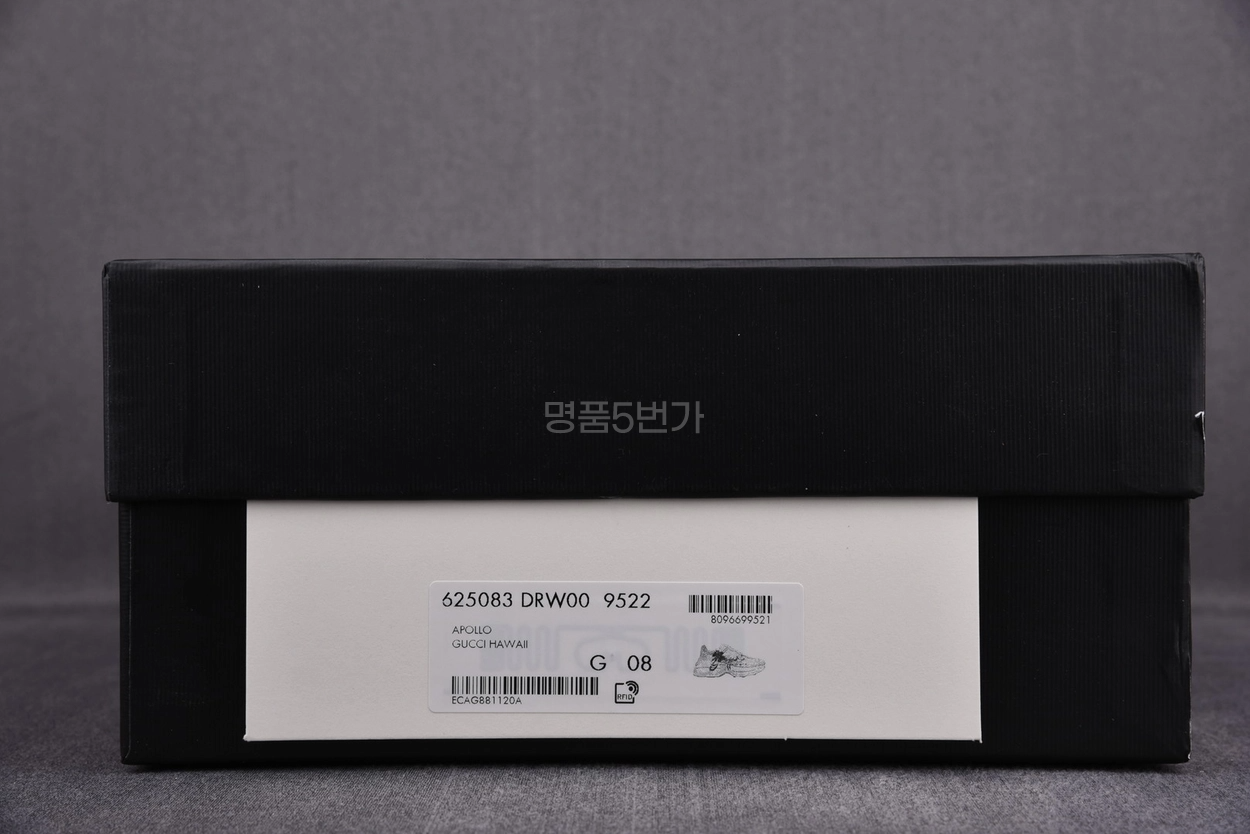 명품5번가
625083 DRW00 9522
8096699521
APOLLO
GUCCI HAWAII
G 08
ECAG881120A
RFID